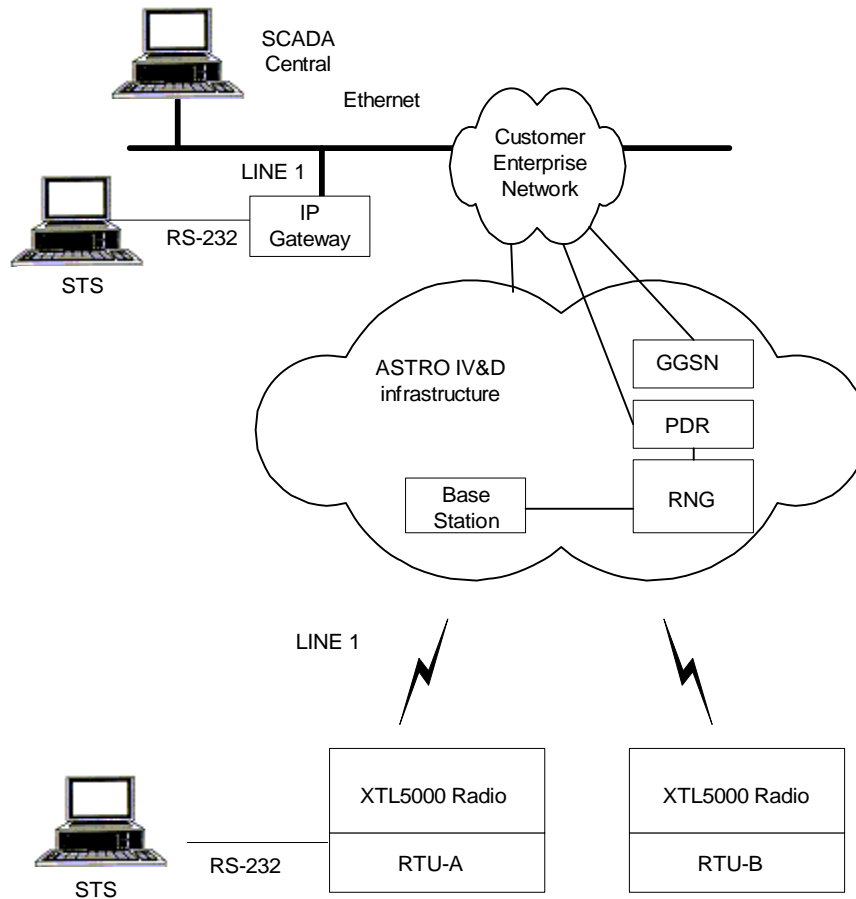 SCADA
Central
Ethernet
Customer
Enterprise
Network
LINE 1
IP
Gateway
RS-232
STS
ASTRO IV&D
infrastructure
GGSN
PDR
RNG
Base
Station
LINE 1
XTL5000 Radio
XTL5000 Radio
RS-232
RTU-A
RTU-B
STS